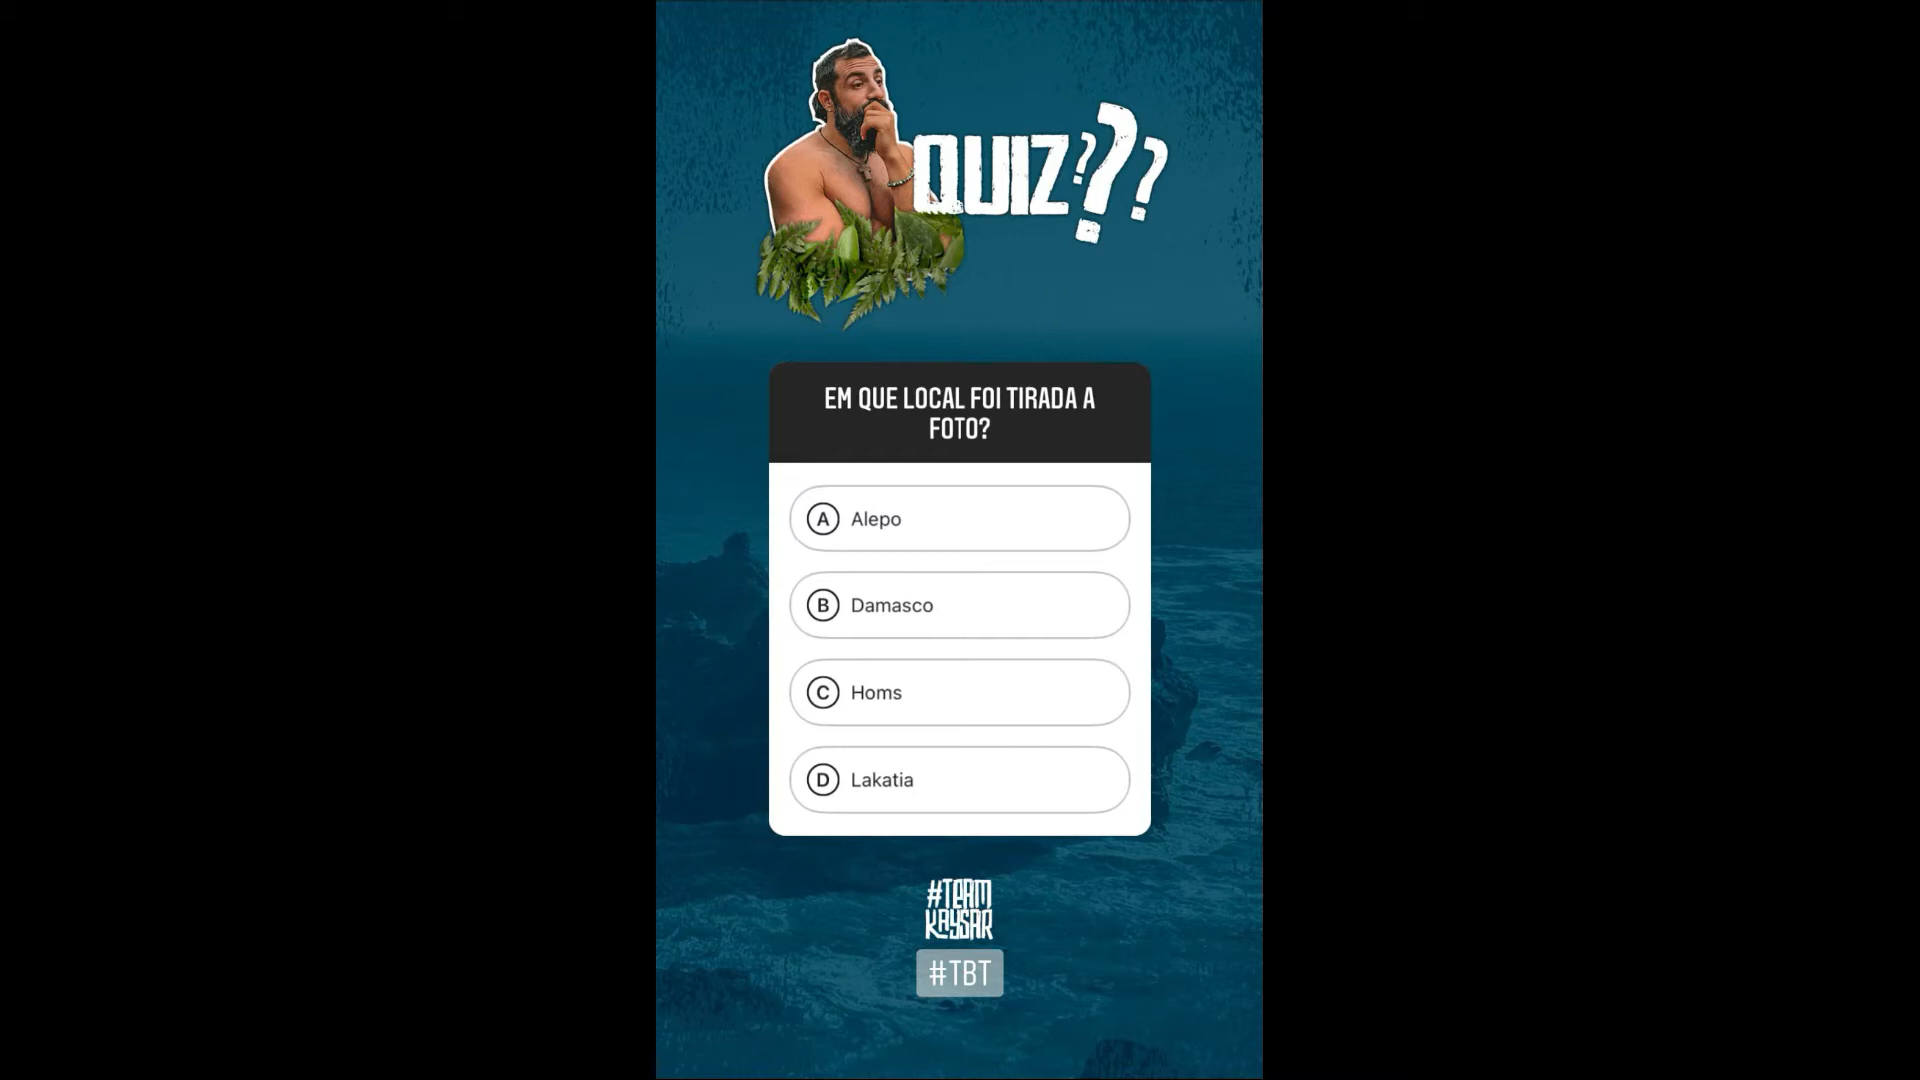 QUIZ???
EM QUE LOCAL FOI TIRADA A
FOTO?
A Alepo
B Damasco
C Homs
D Lakatia
#TEAM
KAYSAR
#TBT